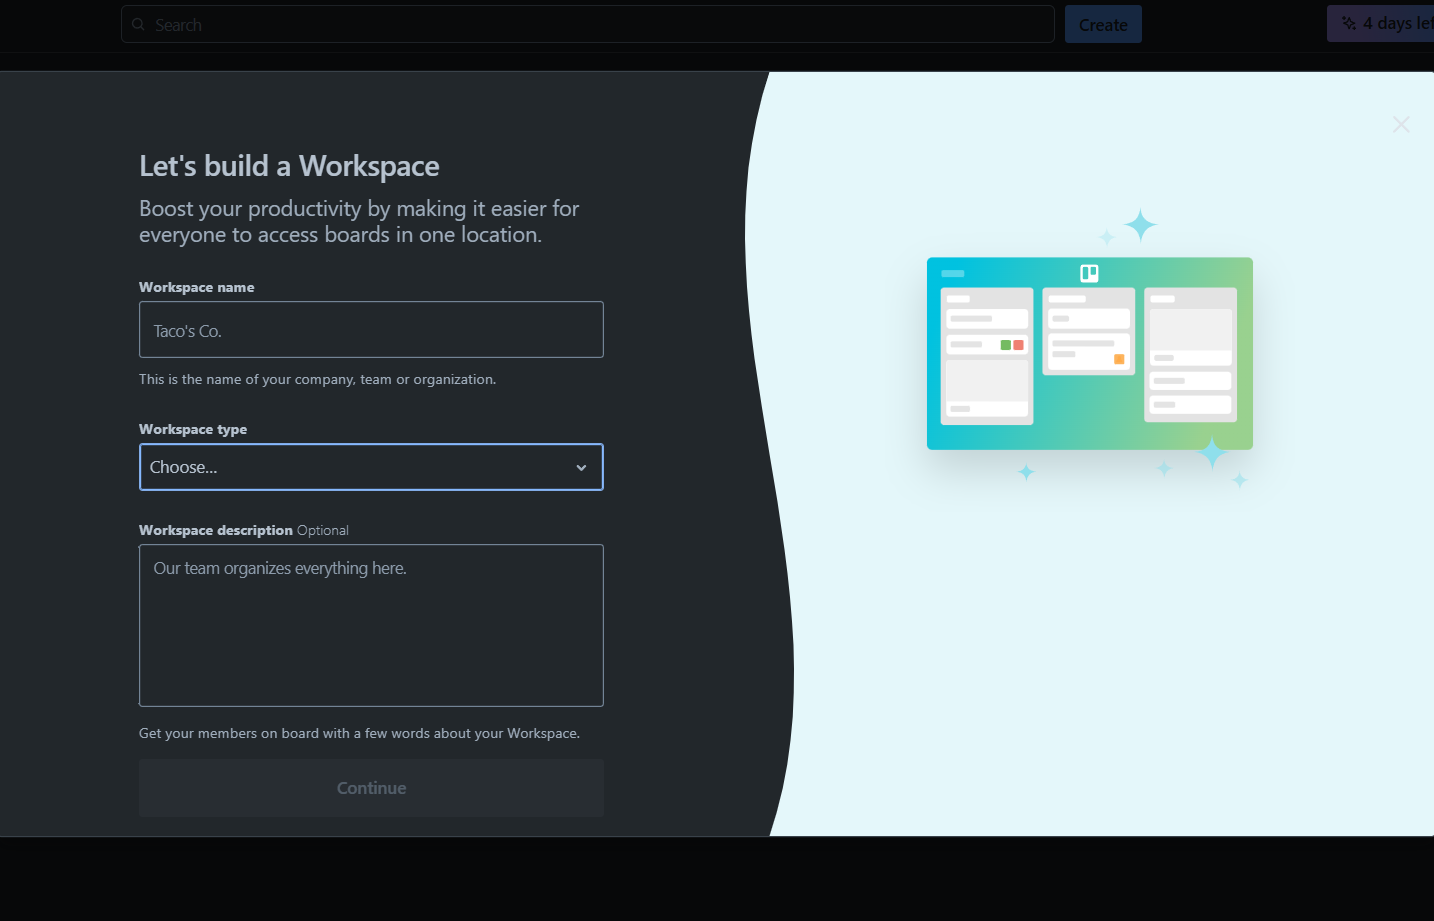 Search
Create
4 days
Let's build a Workspace
Boost your productivity by making it easier for
everyone to access boards in one location.
Workspace name
Taco's Co.
This is the name of your company, team or organization.
Workspace type
Choose...
Workspace description Optional
Our team organizes everything here.
Get your members on board with a few words about your Workspace.
Continue